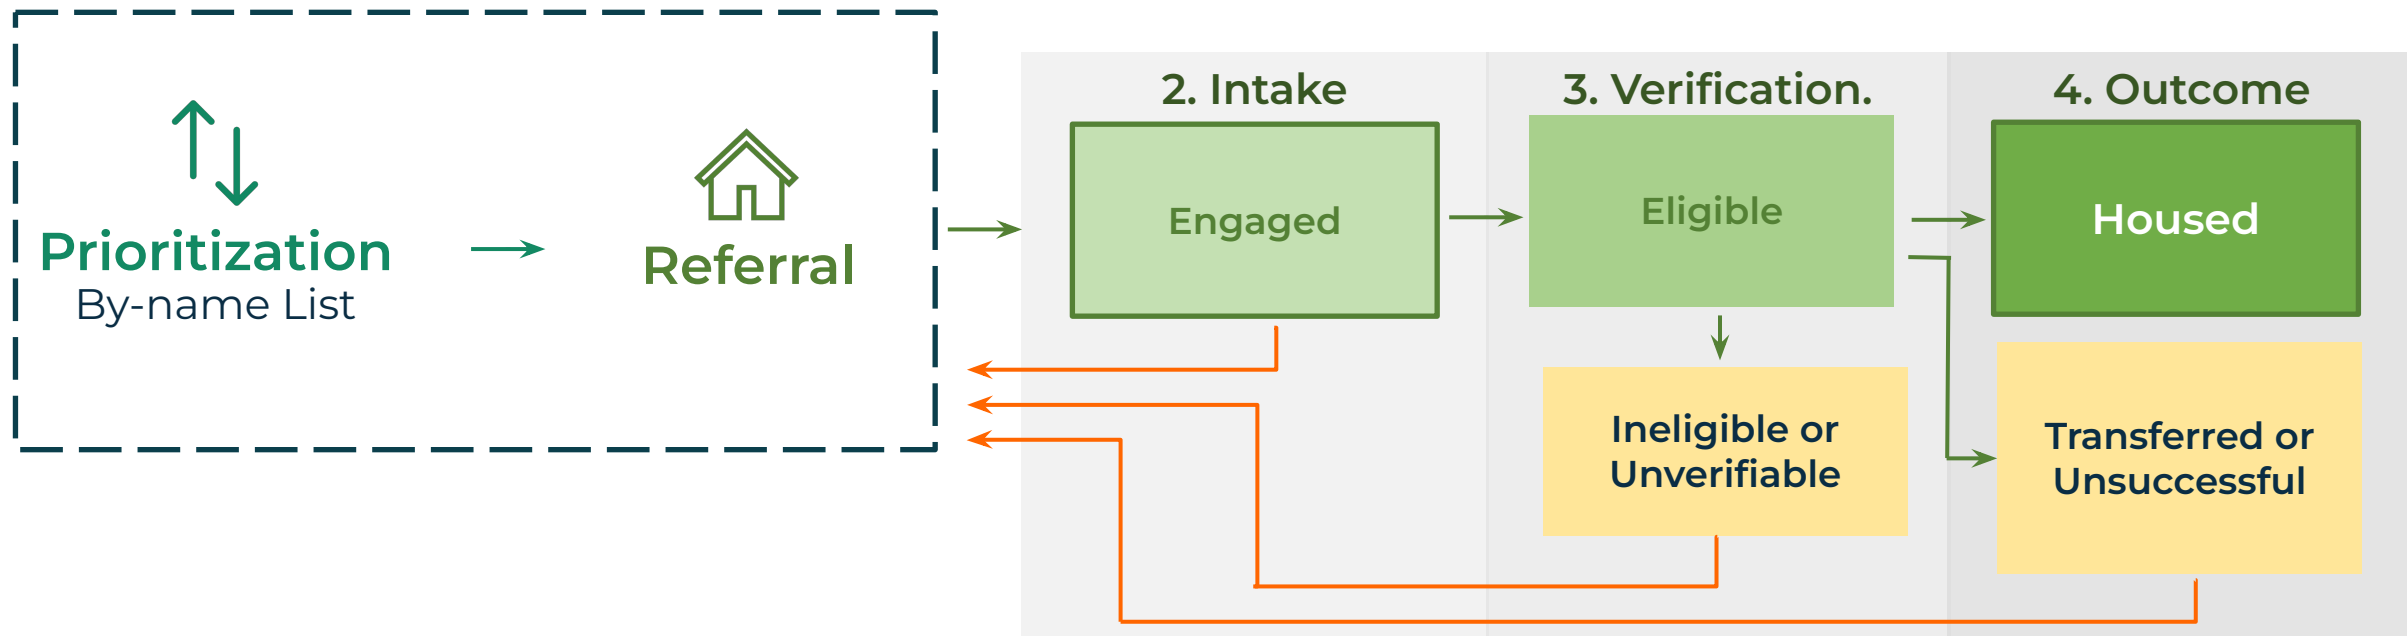 Prioritization
By-name List
Referral
2. Intake
Engaged
3. Verification.
Eligible
Ineligible or
Unverifiable
4. Outcome
Housed
Transferred or
Unsuccessful